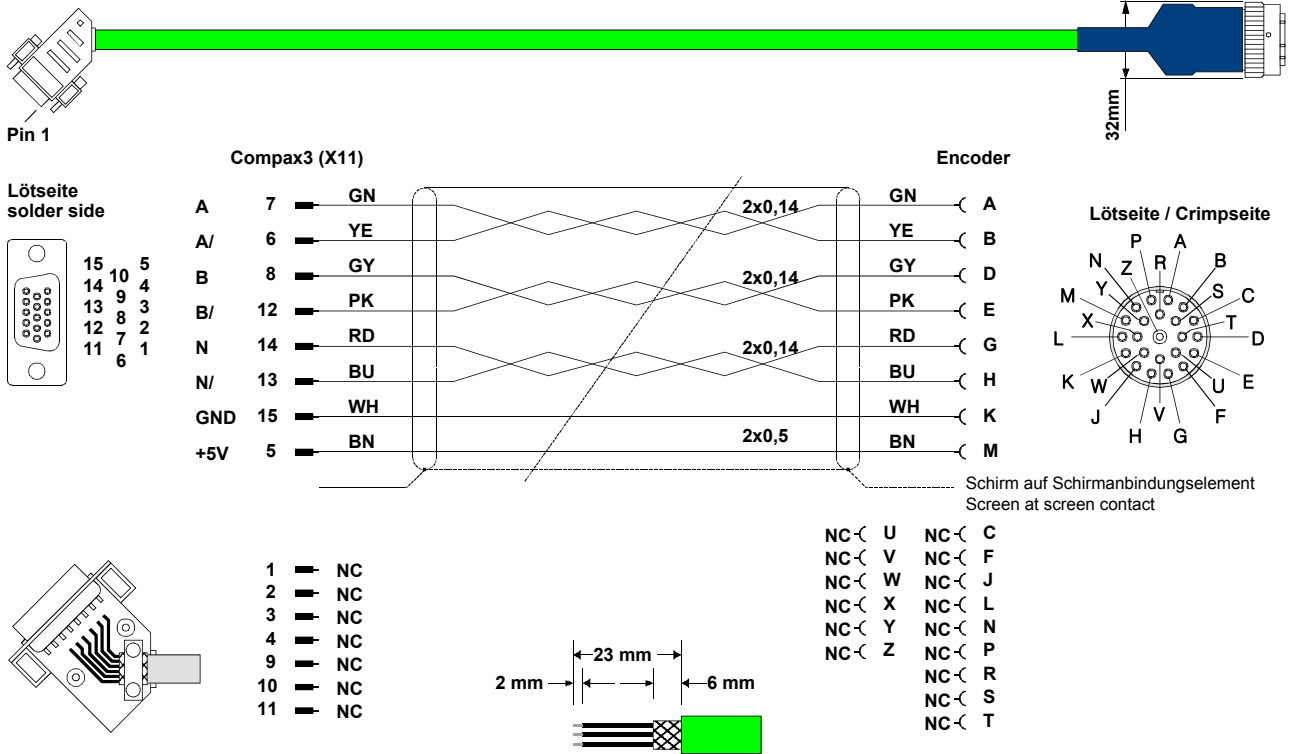 32mm
Pin 1
Compax3 (X11)
Encoder
Lötseite
solder side
Lötseite / Crimpseite
A 7 GN 2x0,14 GN A
A/ 6 YE YE B
B 8 GY 2x0,14 GY D
B/ 12 PK PK E
N 14 RD 2x0,14 RD G
N/ 13 BU BU H
GND 15 WH WH K
+5V 5 BN 2x0,5 BN M
15 5
10
14 4
9
13 3
8
12 2
7
11 1
6
P R A
N Z B
M Y S C
X T
L D
K W U E
J V F
H G
Schirm auf Schirmanbindungselement
Screen at screen contact
NC U NC C
NC V NC F
NC W NC J
NC X NC L
NC Y NC N
NC Z NC P
NC R
NC S
NC T
1 NC
2 NC
3 NC
4 NC
9 NC
10 NC
11 NC
23 mm
2 mm 6 mm